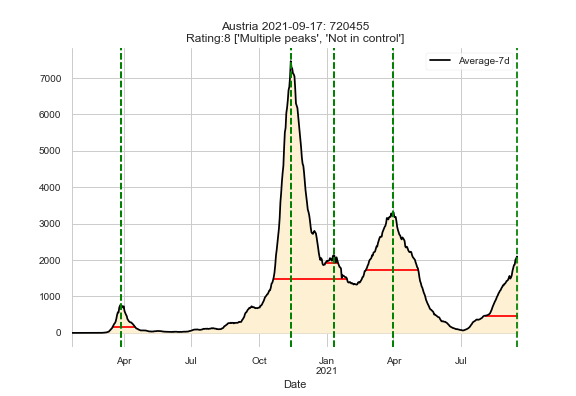 Austria 2021-09-17: 720455
Rating:8 ['Multiple peaks', 'Not in control']
Average-7d
7000
6000
5000
4000
3000
2000
1000
0
Apr
Jul
Oct
Jan
2021
Apr
Jul
Date